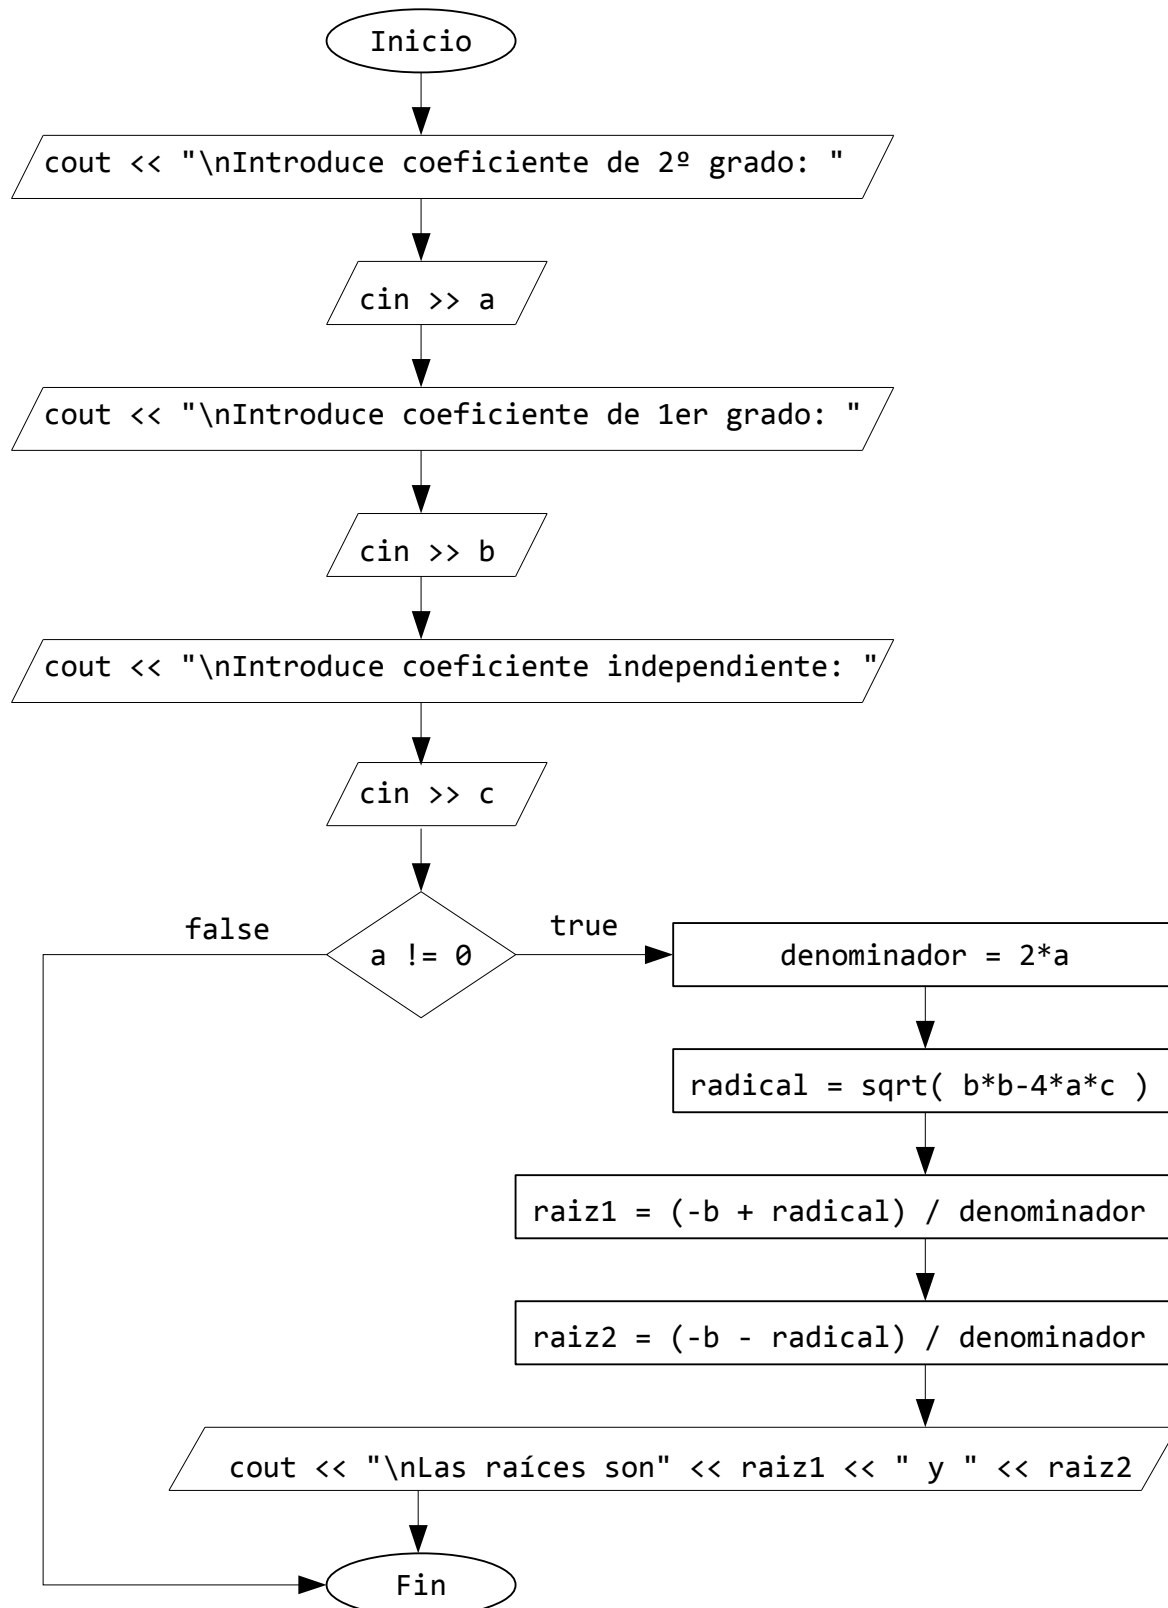 Inicio
cout << "\nIntroduce coeficiente de 2º grado: "
cin >> a
cout << "\nIntroduce coeficiente de 1er grado: "
cin >> b
cout << "\nIntroduce coeficiente independiente: "
cin >> c
false
a != 0
true
denominador = 2*a
radical = sqrt( b*b-4*a*c )
raiz1 = (-b + radical) / denominador
raiz2 = (-b - radical) / denominador
cout << "\nLas raíces son" << raiz1 << " y " << raiz2
Fin